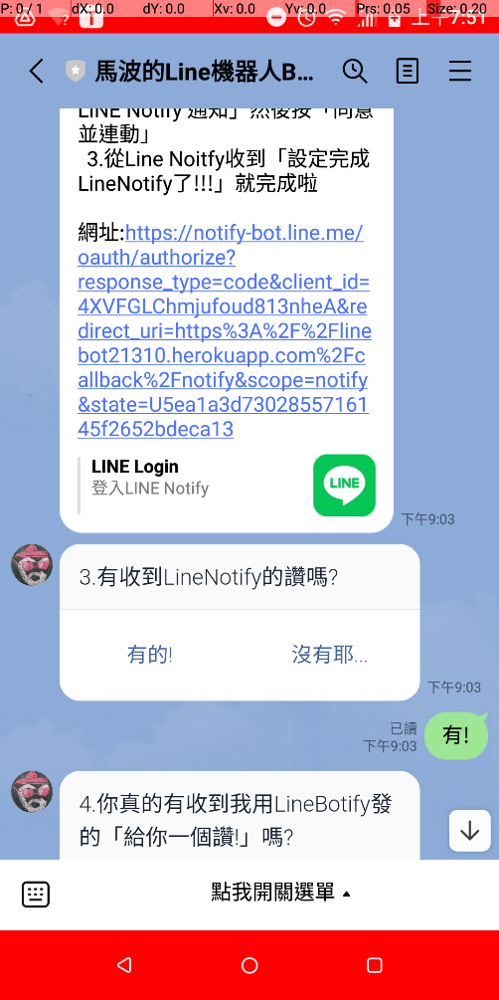 P: 0 / 1 dX: 0.0 dY: 0.0 Xv: 0.0 Yv: 0.0 Prs: 0.05 Size: 0.20
上午7:51
馬波的Line機器人B...
LINE Notify 通知」然後按「同意
並連動」
3.從Line Noitfy收到「設定完成
LineNotify了!!!」就完成啦
網址:https://notify-bot.line.me/
oauth/authorize?
response_type=code&client_id=
4XVFGLChmjufoud813nheA&re
direct_uri=https%3A%2F%2Fline
bot21310.herokuapp.com%2Fc
allback%2Fnotify&scope=notify
&state=U5ea1a3d73028557716
45f2652bdeca13
LINE Login
登入LINE Notify
LINE
下午9:03
3.有收到LineNotify的讚嗎?
有的!
沒有耶...
下午9:03
已讀
下午9:03
有!
4.你真的有收到我用LineBotify發
的「給你一個讚!」嗎?
點我開關選單